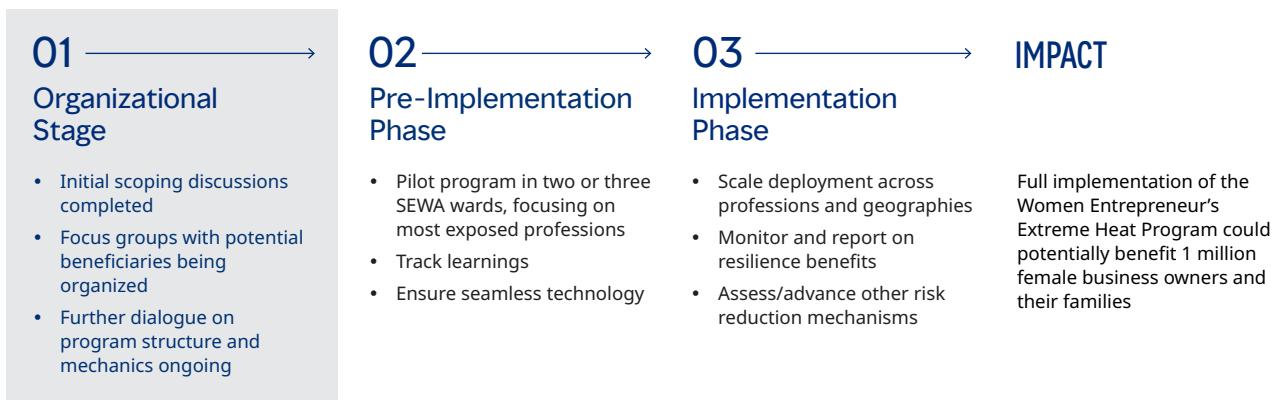 01
Organizational
Stage
• Initial scoping discussions
completed
• Focus groups with potential
beneficiaries being
organized
• Further dialogue on
program structure and
mechanics ongoing
02
Pre-Implementation
Phase
• Pilot program in two or three
SEWA wards, focusing on
most exposed professions
• Track learnings
• Ensure seamless technology
03
Implementation
Phase
• Scale deployment across
professions and geographies
• Monitor and report on
resilience benefits
• Assess/advance other risk
reduction mechanisms
IMPACT
Full implementation of the
Women Entrepreneur’s
Extreme Heat Program could
potentially benefit 1 million
female business owners and
their families